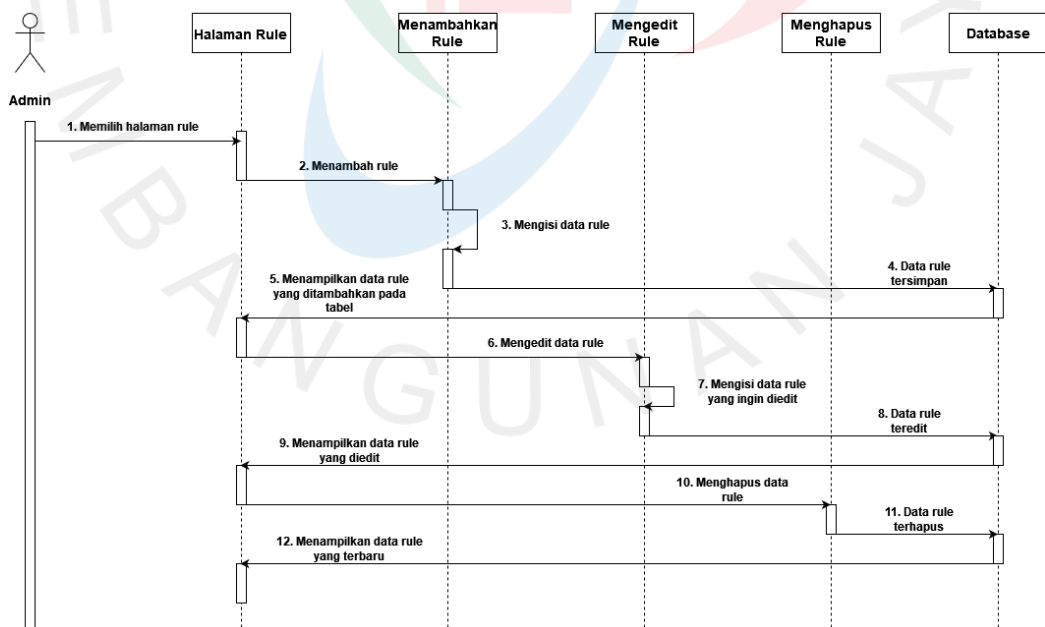 Halaman Rule
Menambahkan
Rule
Mengedit
Rule
Menghapus
Rule
Database
Admin
1. Memilih halaman rule
2. Menambah rule
3. Mengisi data rule
4. Data rule
tersimpan
5. Menampilkan data rule
yang ditambahkan pada
tabel
6. Mengedit data rule
7. Mengisi data rule
yang ingin diedit
8. Data rule
teredit
9. Menampilkan data rule
yang diedit
10. Menghapus data
rule
11. Data rule
terhapus
12. Menampilkan data rule
yang terbaru
EMBANGUNAN JAY